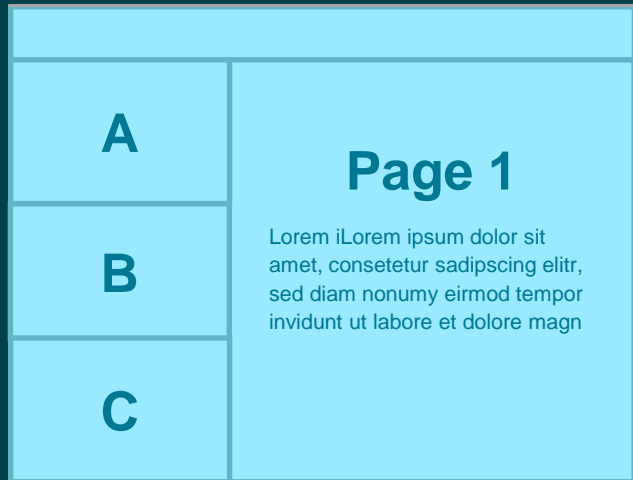 A
B
C
Page 1
Lorem iLorem ipsum dolor sit
amet, consetetur sadipscing elitr,
sed diam nonumy eirmod tempor
invidunt ut labore et dolore magn